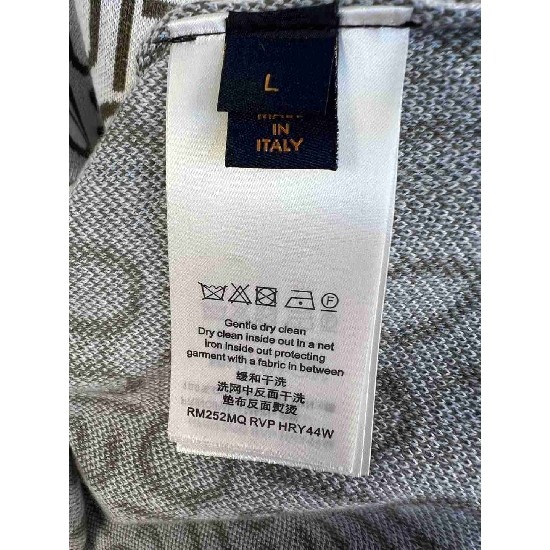 L
MADE
IN
ITALY
Gentle dry clean
Dry clean inside out in a net
Iron inside out protecting
garment with a fabric in between
缓和干洗
洗网中反面干洗
垫布反面熨烫
RM252MQ RVP HRY44W